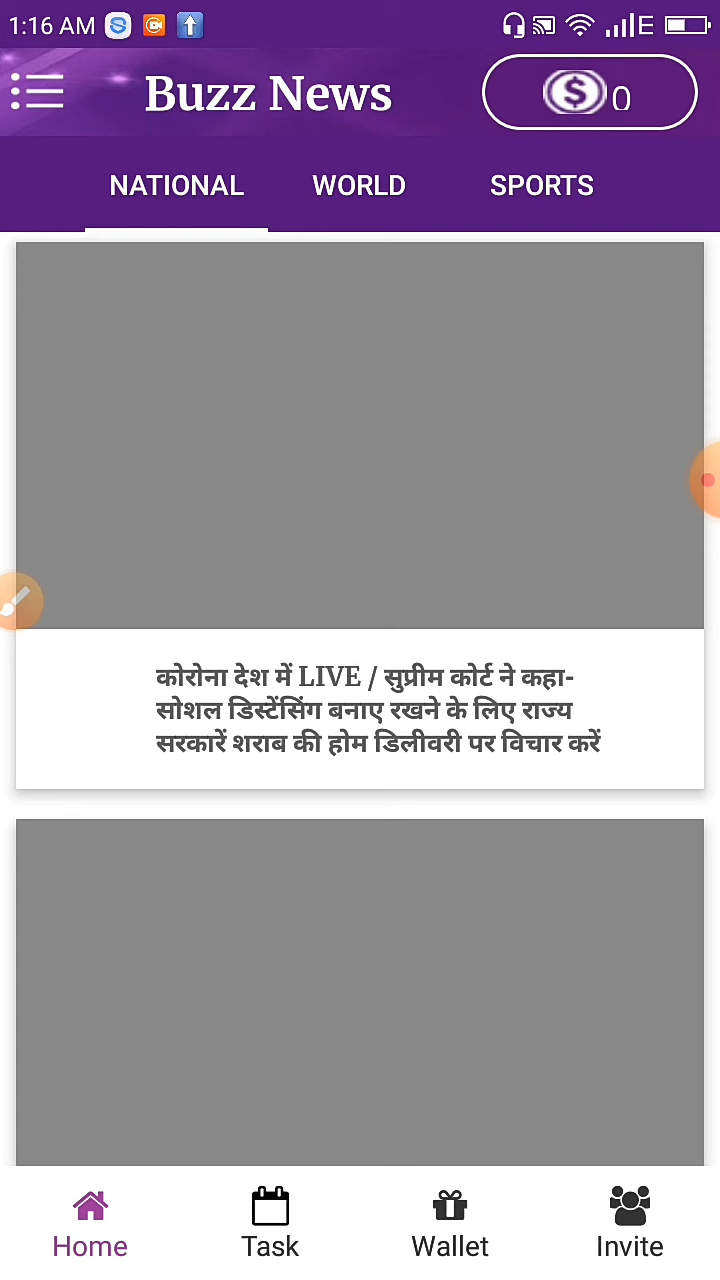 1:16 AM
E
Buzz News
0
NATIONAL WORLD SPORTS
कोरोना देश में LIVE / सुप्रीम कोर्ट ने कहा-
सोशल डिस्टेंसिंग बनाए रखने के लिए राज्य
सरकारें शराब की होम डिलीवरी पर विचार करें
Home Task Wallet Invite